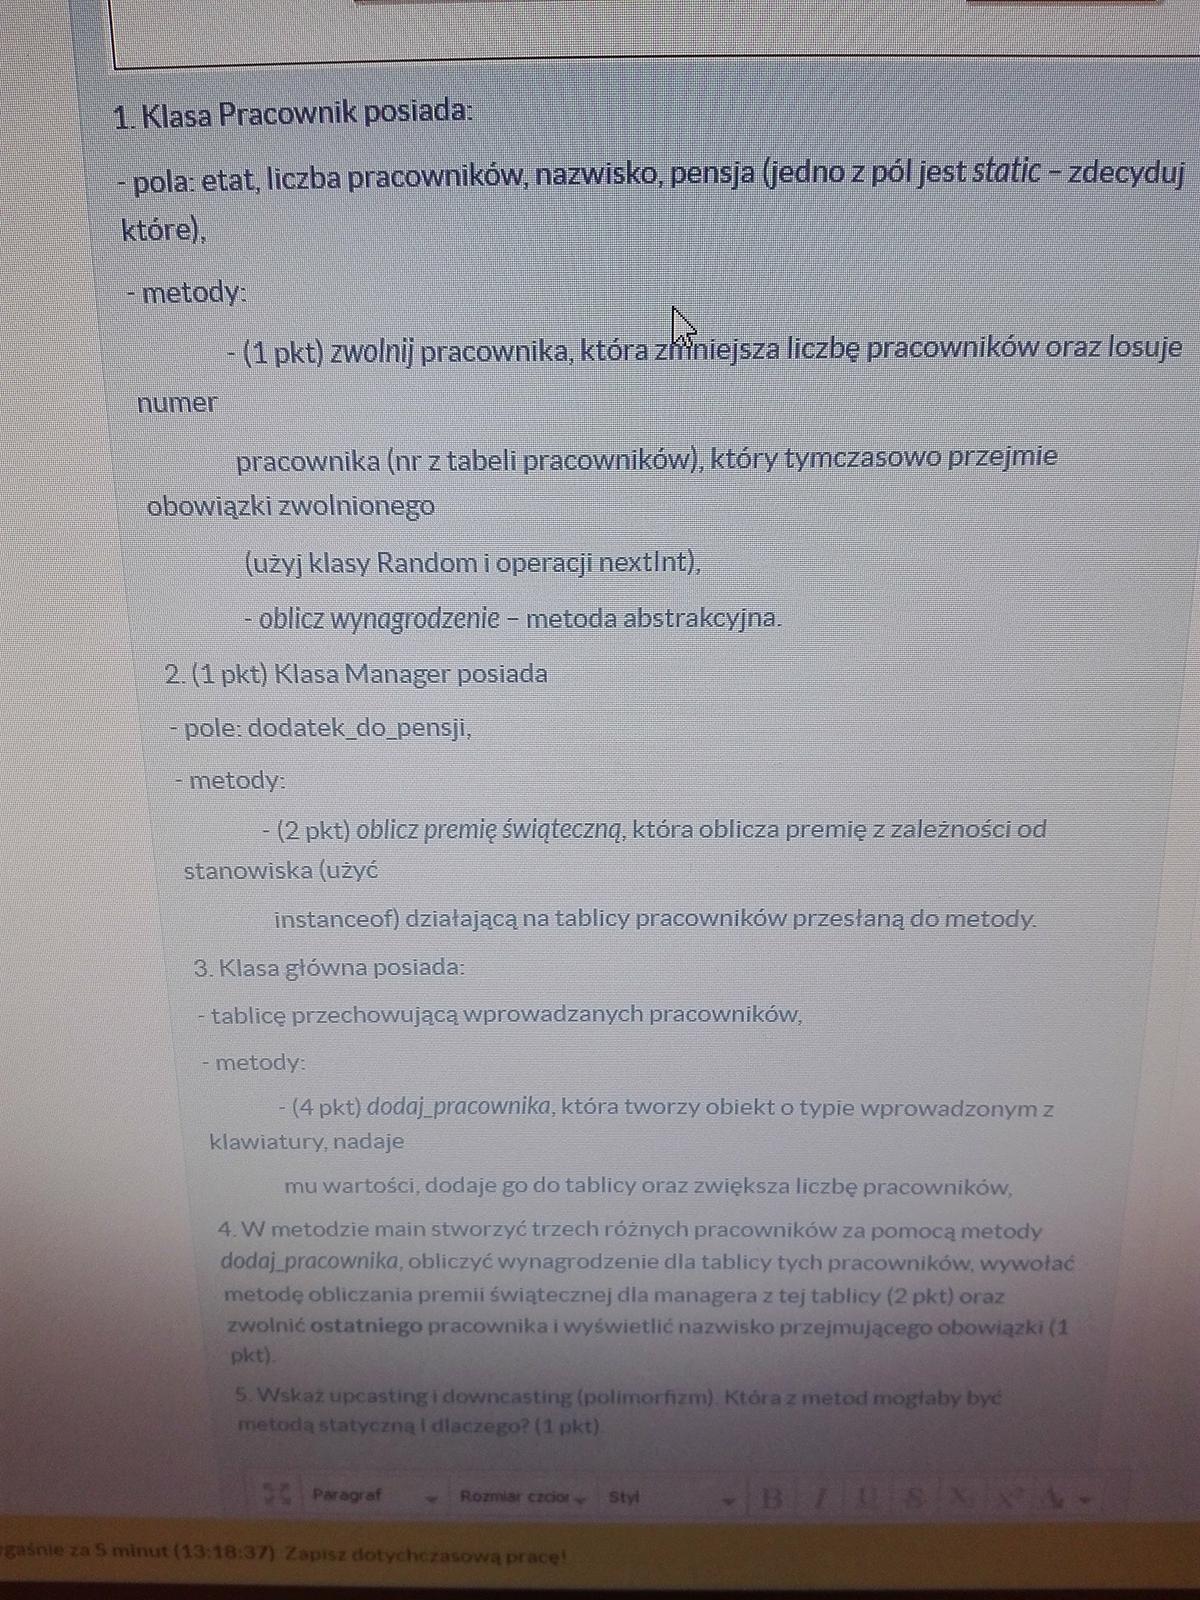 1. Klasa Pracownik posiada:
- pola: etat, liczba pracowników, nazwisko, pensja (jedno z pól jest static – zdecyduj
które),
- metody:
- (1 pkt) zwolnij pracownika, która zmniejsza liczbę pracowników oraz losuje
numer
pracownika (nr z tabeli pracowników), który tymczasowo przejmie
obowiązki zwolnionego
(użyj klasy Random i operacji nextInt),
- oblicz wynagrodzenie – metoda abstrakcyjna.
2. (1 pkt) Klasa Manager posiada
- pole: dodatek_do_pensji,
- metody:
- (2 pkt) oblicz premię świąteczną, która oblicza premię z zależności od
stanowiska (użyć
instanceof) działającą na tablicy pracowników przesłaną do metody.
3. Klasa główna posiada:
- tablicę przechowującą wprowadzanych pracowników,
- metody:
- (4 pkt) dodaj_pracownika, która tworzy obiekt o typie wprowadzonym z
klawiatury, nadaje
mu wartości, dodaje go do tablicy oraz zwiększa liczbę pracowników,
4. W metodzie main stworzyć trzech różnych pracowników za pomocą metody
dodaj_pracownika, obliczyć wynagrodzenie dla tablicy tych pracowników, wywołać
metodę obliczania premii świątecznej dla managera z tej tablicy (2 pkt) oraz
zwolnić ostatniego pracownika i wyświetlić nazwisko przejmującego obowiązki (1
pkt).
5. Wskaż upcasting i downcasting (polimorfizm). Która z metod mogłaby być
metodą statyczną i dlaczego? (1 pkt).
Paragraf Rozmiar czcion Styl B I U S X₂ X² A
gaśnie za 5 minut (13:18:37) Zapisz dotychczasową pracę!